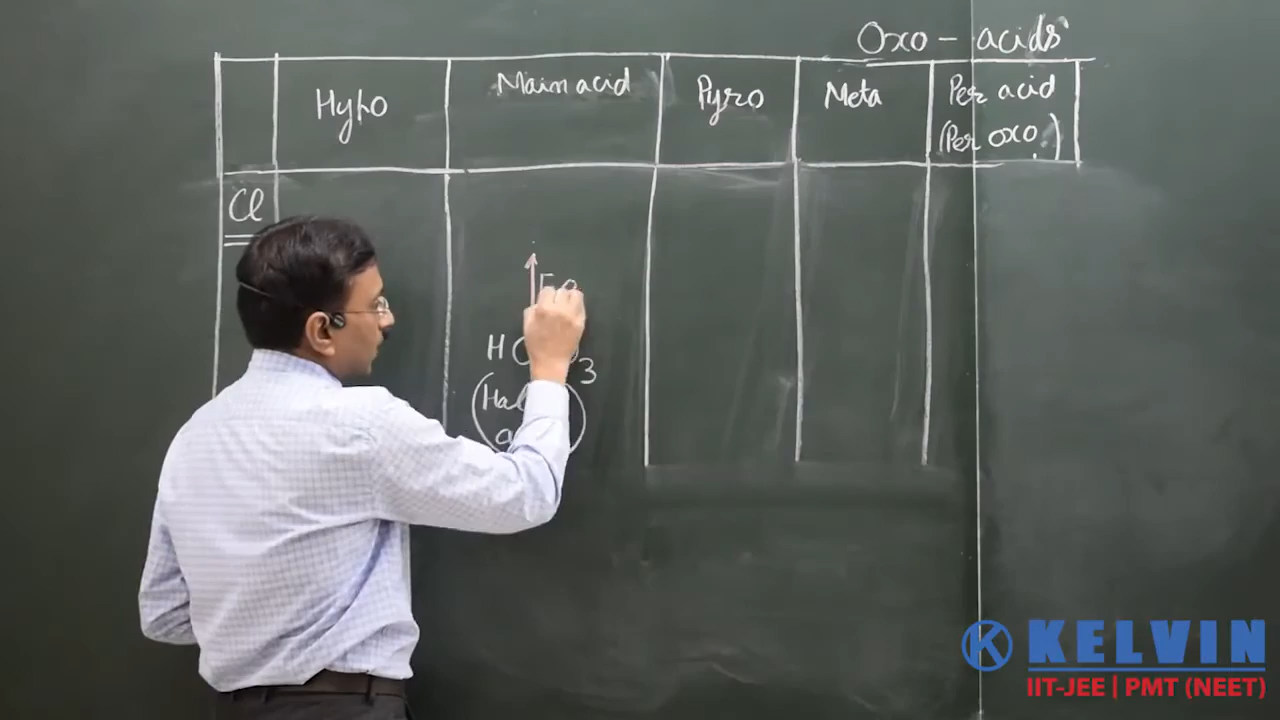 Oxo - acids
Hypo
Main acid
Pyro
Meta
Per acid
(Per oxo)
Cl
3
KELVIN
IIT-JEE | PMT (NEET)